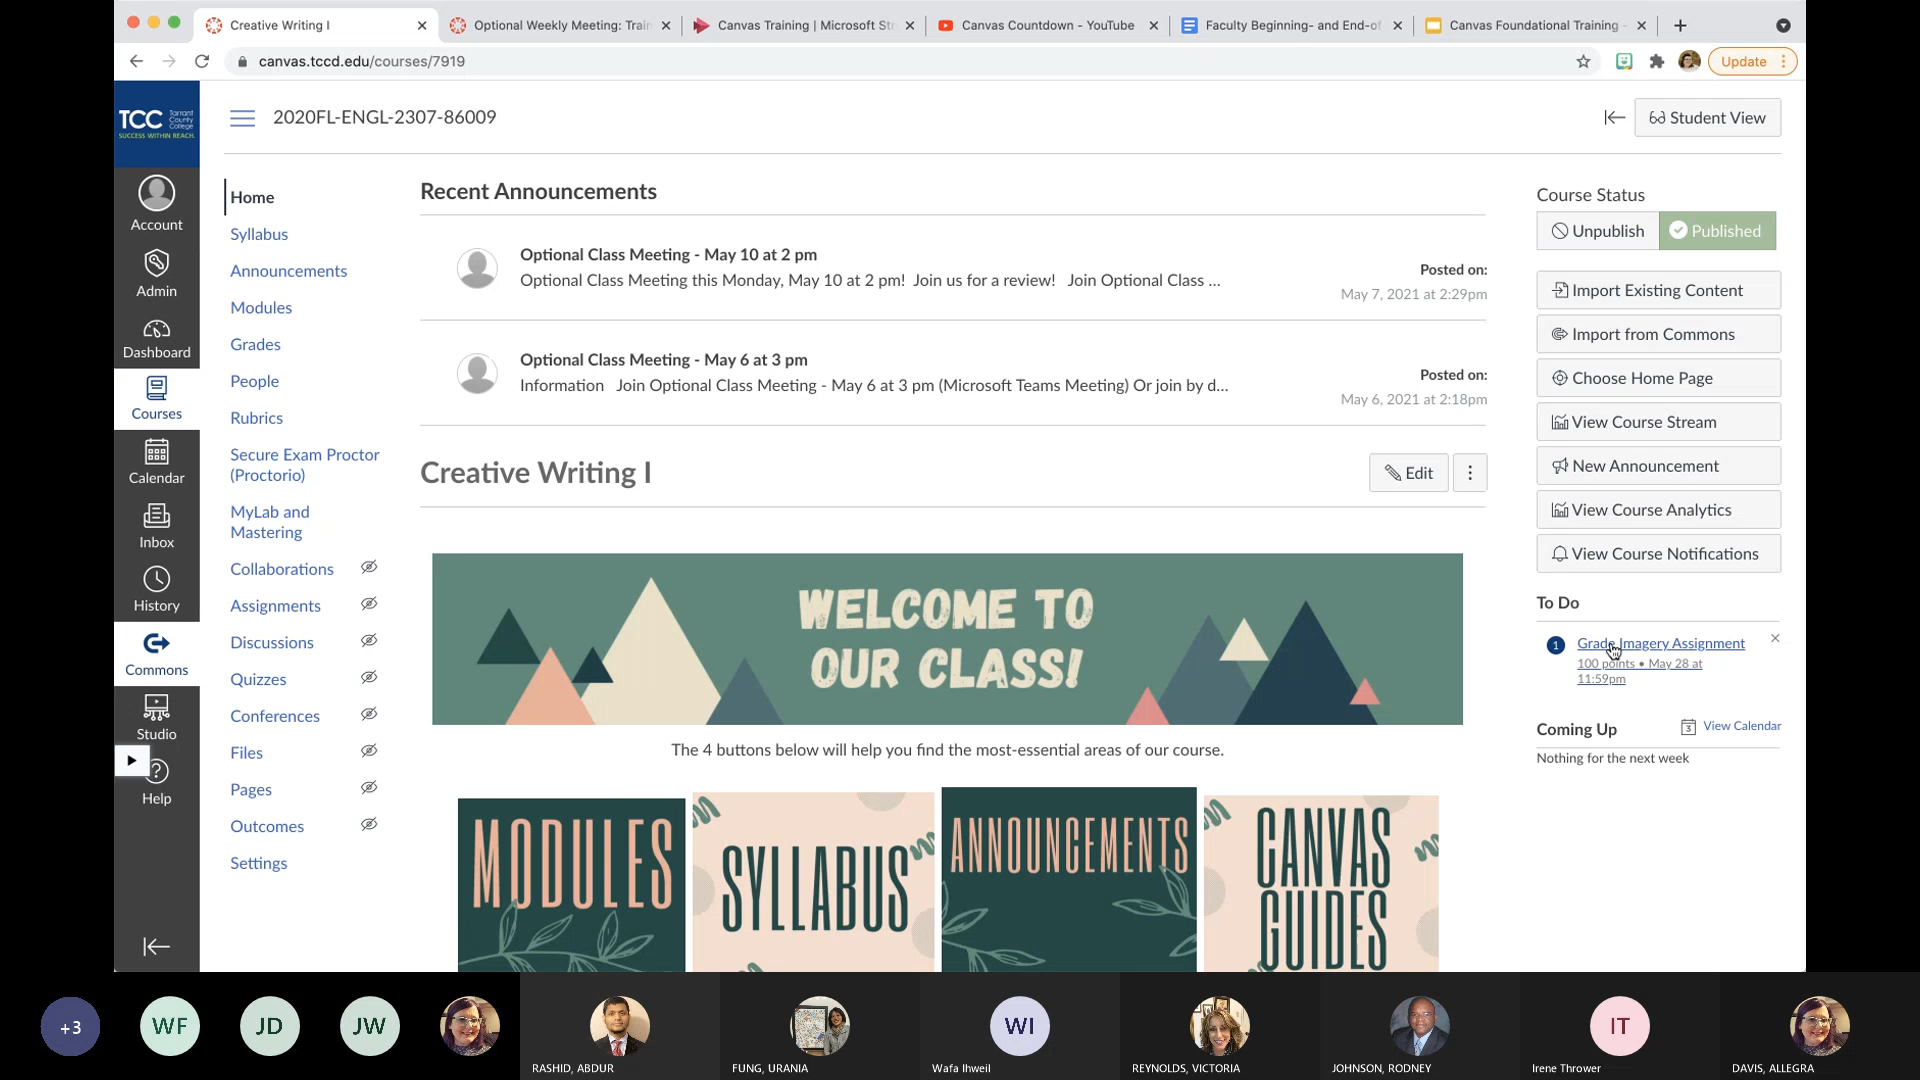 Creative Writing I
Optional Weekly Meeting: Train
Canvas Training | Microsoft Str
Canvas Countdown - YouTube
Faculty Beginning- and End-of
Canvas Foundational Training -
canvas.tccd.edu/courses/7919
Update
TCC Tarrant County College
SUCCESS WITHIN REACH.
2020FL-ENGL-2307-86009
Student View
Account
Admin
Dashboard
Courses
Calendar
Inbox
History
Commons
Studio
Help
Home
Syllabus
Announcements
Modules
Grades
People
Rubrics
Secure Exam Proctor
(Proctorio)
MyLab and
Mastering
Collaborations
Assignments
Discussions
Quizzes
Conferences
Files
Pages
Outcomes
Settings
Recent Announcements
Optional Class Meeting - May 10 at 2 pm
Optional Class Meeting this Monday, May 10 at 2 pm! Join us for a review! Join Optional Class ...
Posted on:
May 7, 2021 at 2:29pm
Optional Class Meeting - May 6 at 3 pm
Information Join Optional Class Meeting - May 6 at 3 pm (Microsoft Teams Meeting) Or join by d...
Posted on:
May 6, 2021 at 2:18pm
Creative Writing I
Edit
WELCOME TO
OUR CLASS!
The 4 buttons below will help you find the most-essential areas of our course.
MODULES
SYLLABUS
ANNOUNCEMENTS
CANVAS
GUIDES
Course Status
Unpublish
Published
Import Existing Content
Import from Commons
Choose Home Page
View Course Stream
New Announcement
View Course Analytics
View Course Notifications
To Do
1
Grade Imagery Assignment
100 points • May 28 at
11:59pm
Coming Up
3
View Calendar
Nothing for the next week
+3
WF
JD
JW
RASHID, ABDUR
FUNG, URANIA
WI
Wafa Ihweil
REYNOLDS, VICTORIA
JOHNSON, RODNEY
IT
Irene Thrower
DAVIS, ALLEGRA